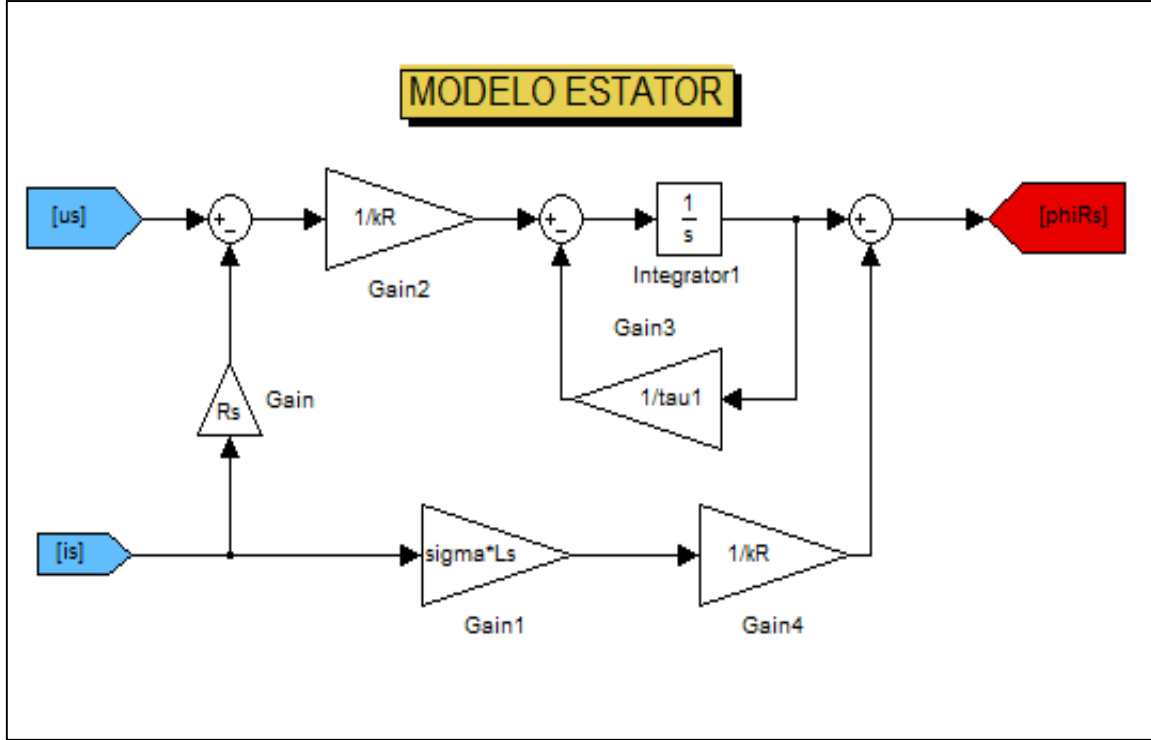 MODELO ESTATOR
[us]
+
−
1/kR
Gain2
+
−
1
s
Integrator1
+
−
[phiRs]
Gain3
1/tau1
Rs
Gain
[is]
sigma*Ls
Gain1
1/kR
Gain4